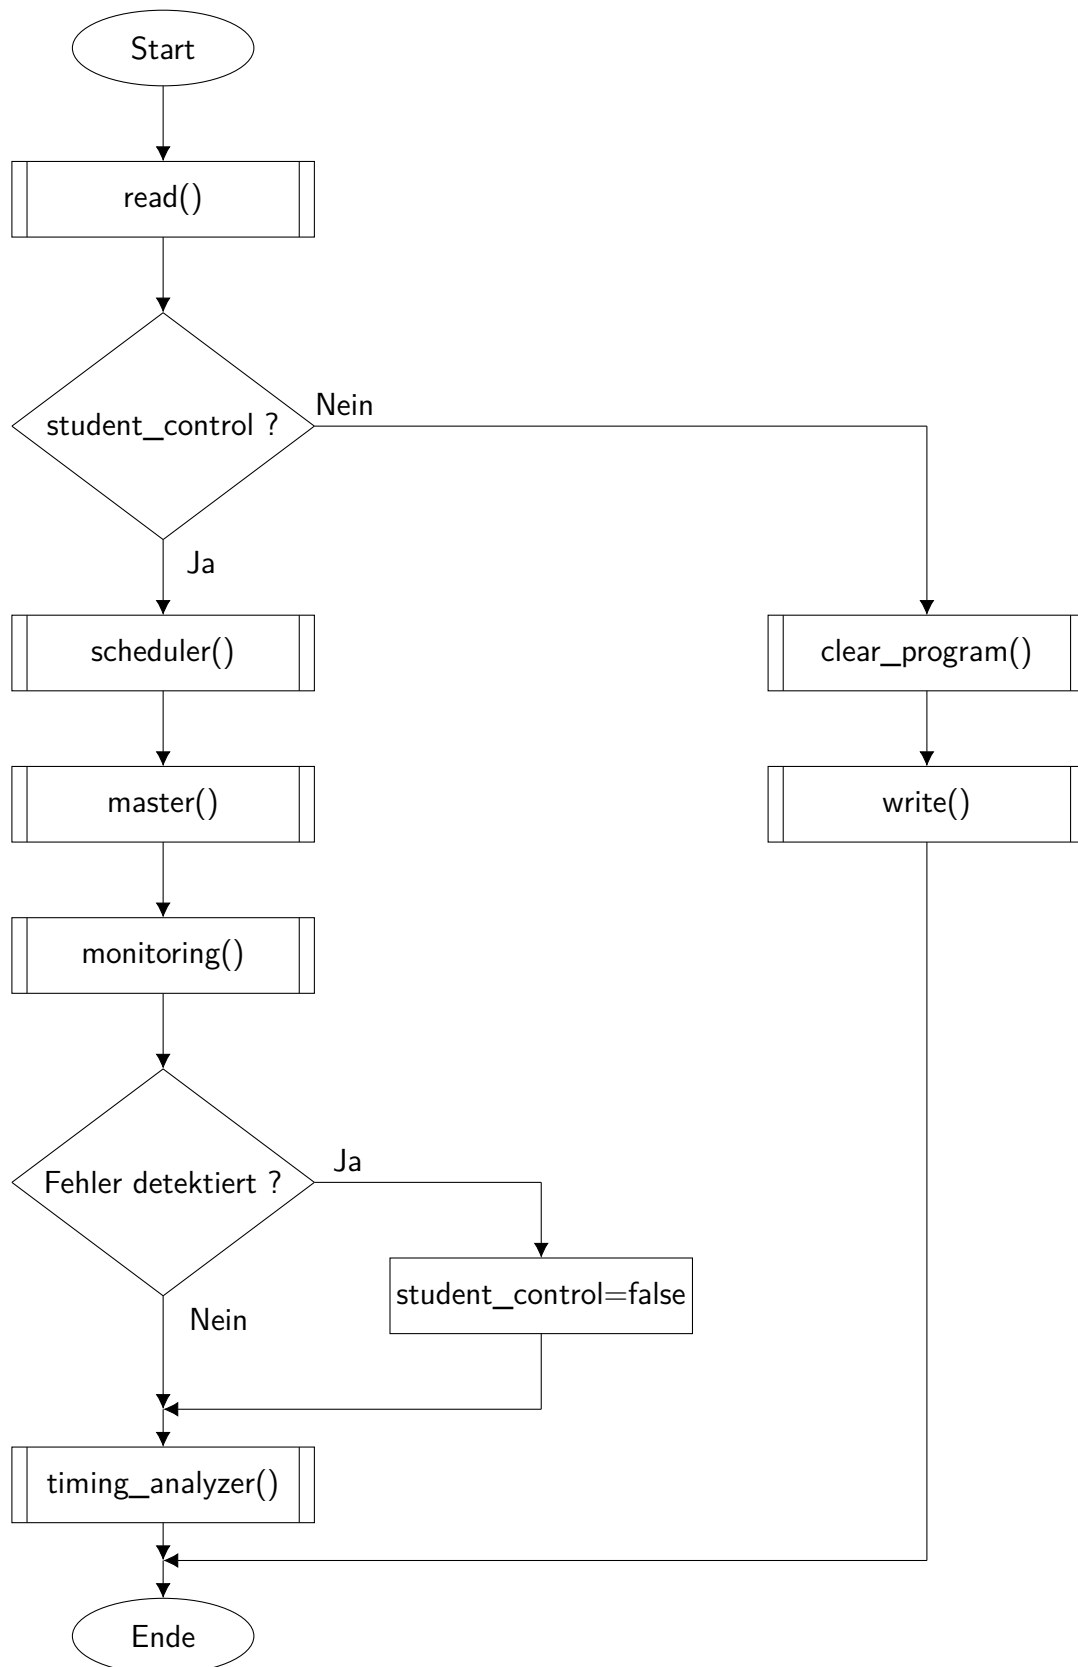 Start
read()
student_control ?
Nein
Ja
scheduler()
clear_program()
master()
write()
monitoring()
Fehler detektiert ?
Ja
student_control=false
Nein
timing_analyzer()
Ende